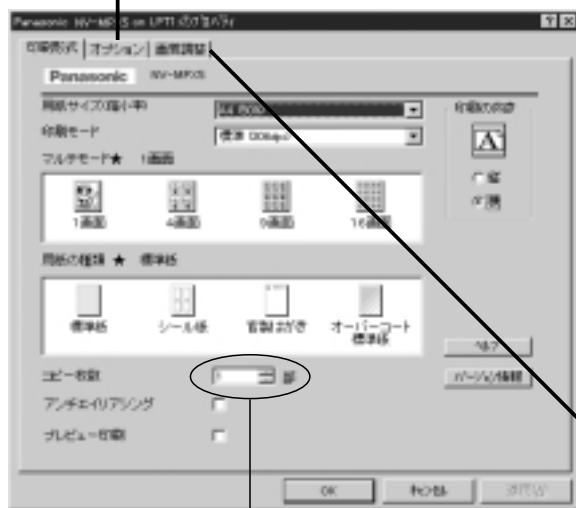 Panasonic NV-MPX5 on LPT1 のプロパティ
印刷形式 オプション 画質調整
Panasonic NV-MPX5
用紙サイズ(縮小率)
印刷の向き
印刷モード 標準
マルチモード★ 1画面
縦
横
1画面 4画面 9画面 16画面
用紙の種類 ★ 標準紙
標準紙 シール紙 官製はがき オーバーコート
標準紙
ヘルプ
コピー枚数 1 部
バージョン情報
アンチエイリアシング
プレビュー印刷
OK キャンセル